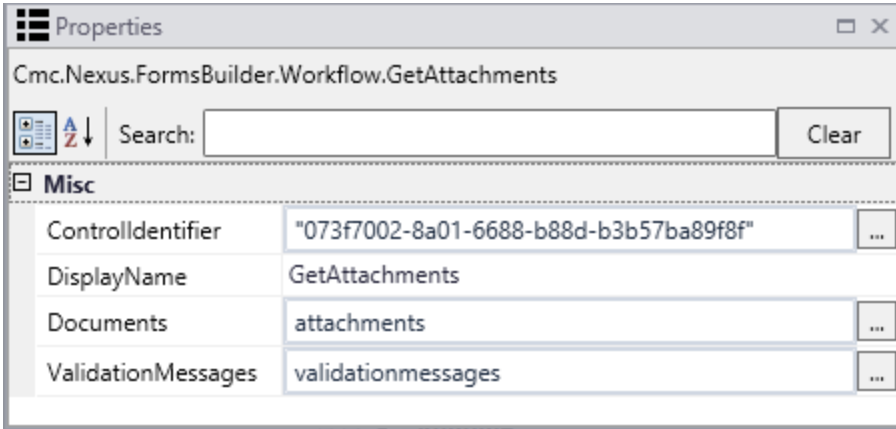 Properties
Cmc.Nexus.FormsBuilder.Workflow.GetAttachments
A Z Search: Clear
Misc
ControlIdentifier "073f7002-8a01-6688-b88d-b3b57ba89f8f" ...
DisplayName GetAttachments
Documents attachments ...
ValidationMessages validationmessages ...